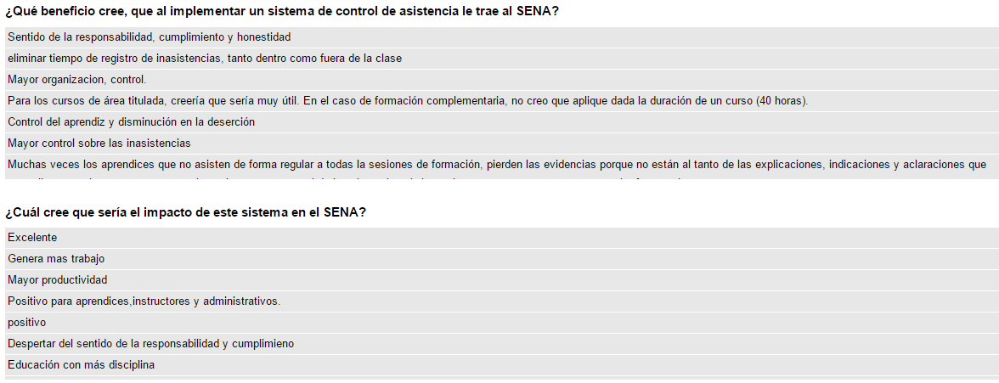 ¿Qué beneficio cree, que al implementar un sistema de control de asistencia le trae al SENA?
Sentido de la responsabilidad, cumplimiento y honestidad
eliminar tiempo de registro de inasistencias, tanto dentro como fuera de la clase
Mayor organizacion, control.
Para los cursos de área titulada, creería que sería muy útil. En el caso de formación complementaria, no creo que aplique dada la duración de un curso (40 horas).
Control del aprendiz y disminución en la deserción
Mayor control sobre las inasistencias
Muchas veces los aprendices que no asisten de forma regular a todas la sesiones de formación, pierden las evidencias porque no están al tanto de las explicaciones, indicaciones y aclaraciones que
¿Cuál cree que sería el impacto de este sistema en el SENA?
Excelente
Genera mas trabajo
Mayor productividad
Positivo para aprendices,instructores y administrativos.
positivo
Despertar del sentido de la responsabilidad y cumplimieno
Educación con más disciplina